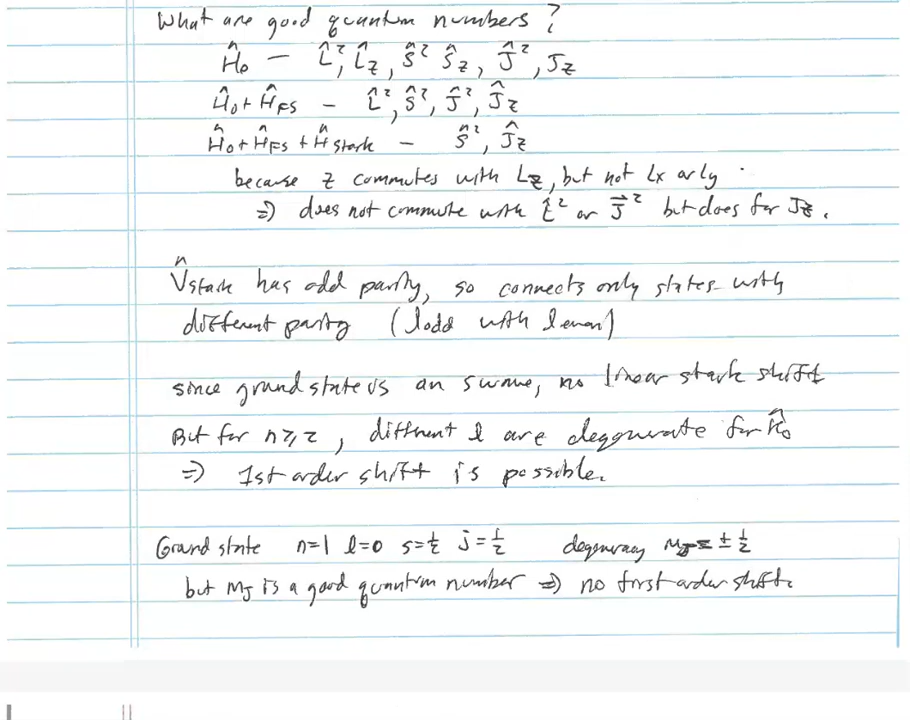 What are good quantum numbers?
Ĥ₀ — L̂², L̂z, Ŝ² Ŝz, Ĵ², Jz
Ĥ₀ + ĤFS - L̂², Ŝ², Ĵ², Ĵz
Ĥ₀ + ĤFS + Ĥstark - Ŝ², Ĵz
because z commutes with Lz, but not Lx or Ly.
⇒ does not commute with L̂² or J⃗² but does for Jz.
V̂stark has odd parity, so connects only states with
different parity (l odd with l even)
since ground state is an s wave, no linear stark shift
But for n≥2, different l are degenerate for Ĥ₀
⇒ 1st order shift is possible.
Ground state n=1 l=0 s=½ j=½ degeneracy MJ = ±½
but MJ is a good quantum number ⇒ no first order shift.